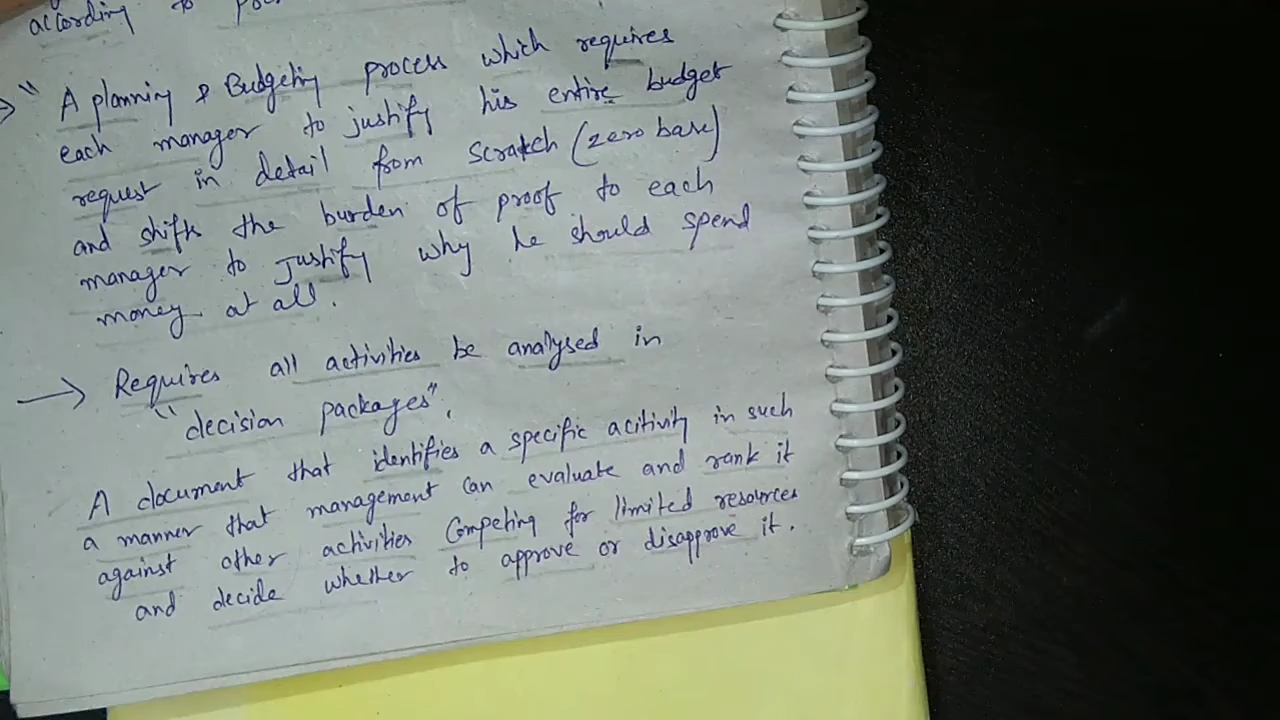 according to
→ " A planning & Budgeting process which requires
each manager to justify his entire budget
request in detail from scratch (zero base)
and shifts the burden of proof to each
manager to justify why he should spend
money at all.
→ Requires all activities be analysed in
"decision packages".
A document that identifies a specific acitivity in such
a manner that management can evaluate and rank it
against other activities Competing for limited resources
and decide whether to approve or disapprove it.